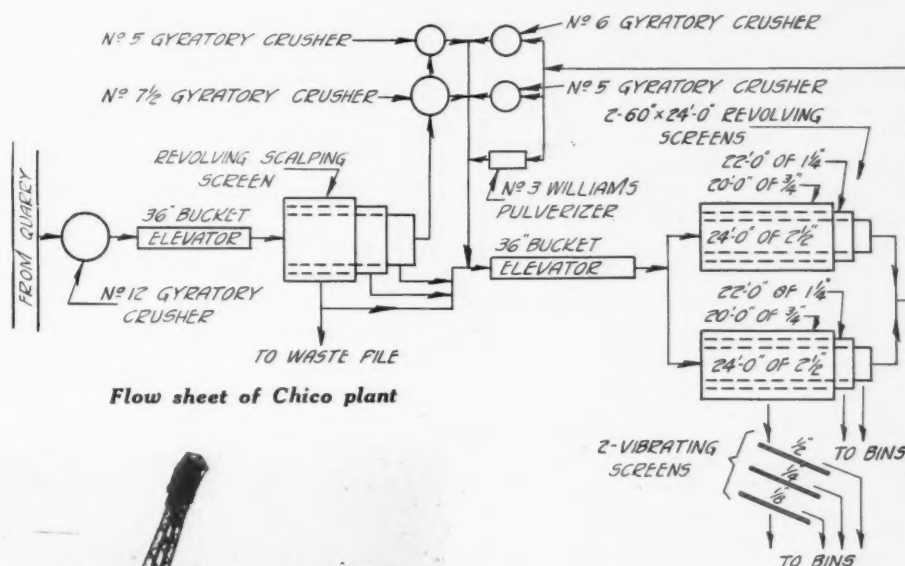 Nº 5 GYRATORY CRUSHER
Nº 6 GYRATORY CRUSHER
Nº 7½ GYRATORY CRUSHER
Nº 5 GYRATORY CRUSHER
2-60"×24'-0" REVOLVING
SCREENS
REVOLVING SCALPING
SCREEN
22'-0" OF 1¼"
20'-0" OF ¾"
Nº 3 WILLIAMS
PULVERIZER
FROM QUARRY
36" BUCKET
ELEVATOR
24'-0" OF 2½"
36" BUCKET
ELEVATOR
Nº 12 GYRATORY
CRUSHER
22'-0" OF 1¼"
20'-0" OF ¾"
TO WASTE PILE
24'-0" OF 2½"
Flow sheet of Chico plant
2-VIBRATING
SCREENS
½"
¼"
⅛"
TO BINS
TO BINS